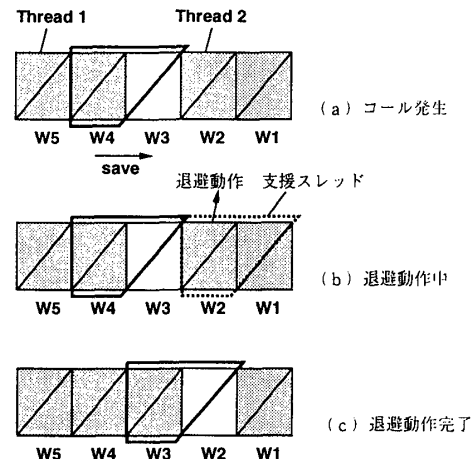 Thread 1
Thread 2
W5 W4 W3 W2 W1
(a) コール発生
save
退避動作
支援スレッド
W5 W4 W3 W2 W1
(b) 退避動作中
W5 W4 W3 W2 W1
(c) 退避動作完了